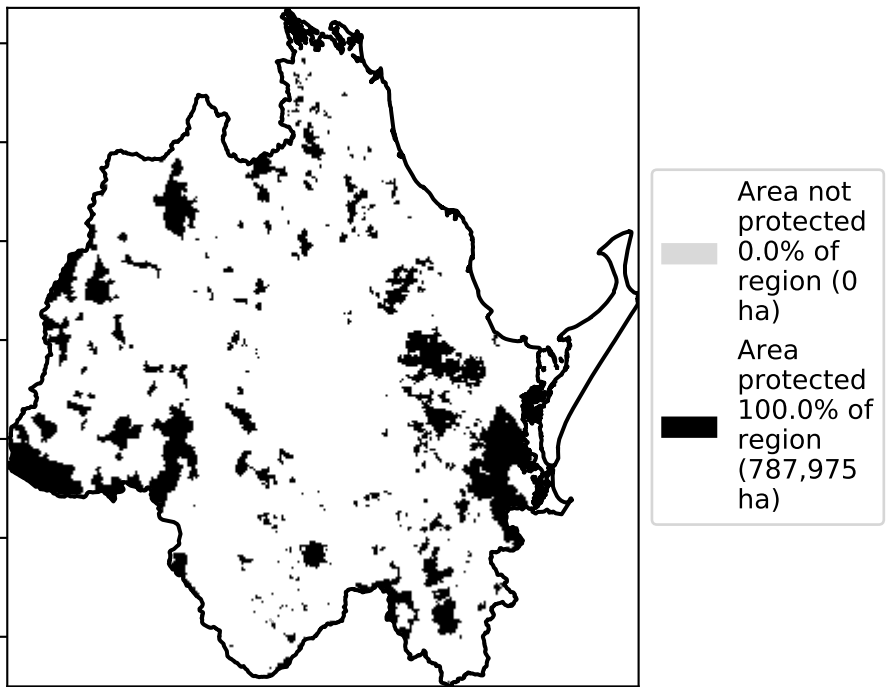 Area not
protected
0.0% of
region (0
ha)
Area
protected
100.0% of
region
(787,975
ha)